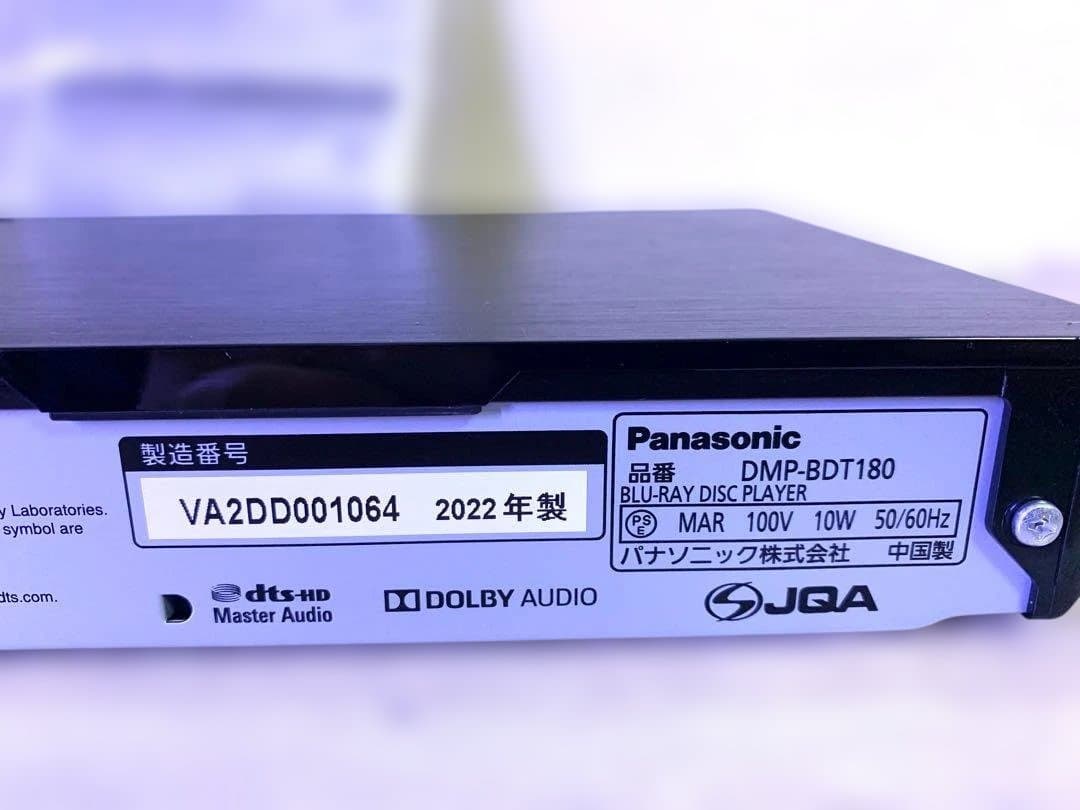 y Laboratories.
symbol are
dts.com.
製造番号
VA2DD001064 2022年製
dts-HD
Master Audio
DOLBY AUDIO
Panasonic
品番 DMP-BDT180
BLU-RAY DISC PLAYER
PSE MAR 100V 10W 50/60Hz
パナソニック株式会社 中国製
JQA